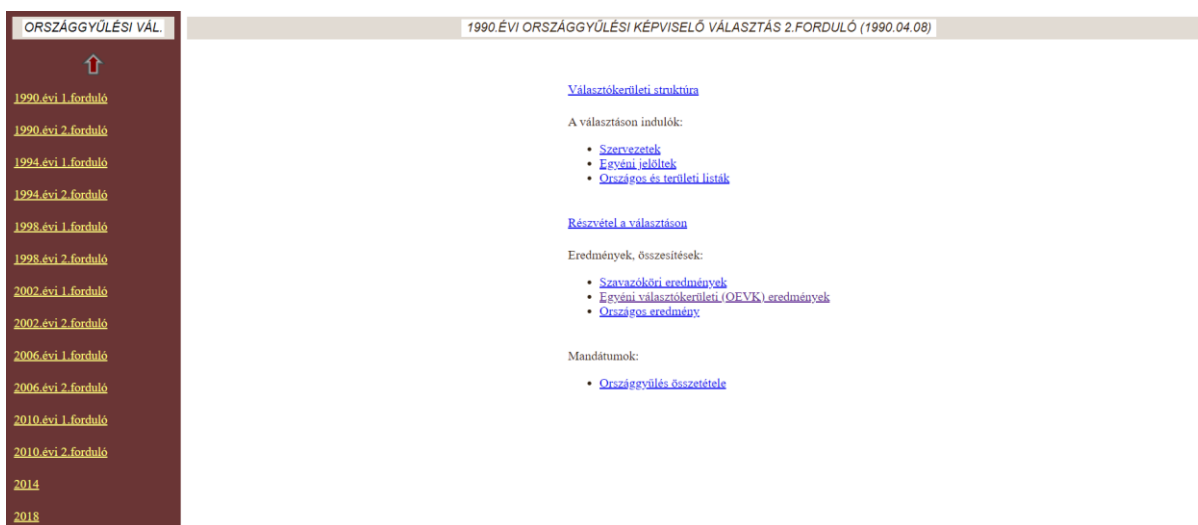 ORSZÁGGYŰLÉSI VÁL.
1990.évi 1.forduló
1990.évi 2.forduló
1994.évi 1.forduló
1994.évi 2.forduló
1998.évi 1.forduló
1998.évi 2.forduló
2002.évi 1.forduló
2002.évi 2.forduló
2006.évi 1.forduló
2006.évi 2.forduló
2010.évi 1.forduló
2010.évi 2.forduló
2014
2018
1990.ÉVI ORSZÁGGYŰLÉSI KÉPVISELŐ VÁLASZTÁS 2.FORDULÓ (1990.04.08)
Választókerületi struktúra
A választáson indulók:
• Szervezetek
• Egyéni jelöltek
• Országos és területi listák
Részvétel a választáson
Eredmények, összesítések:
• Szavazóköri eredmények
• Egyéni választókerületi (OEVK) eredmények
• Országos eredmény
Mandátumok:
• Országgyülés összetétele